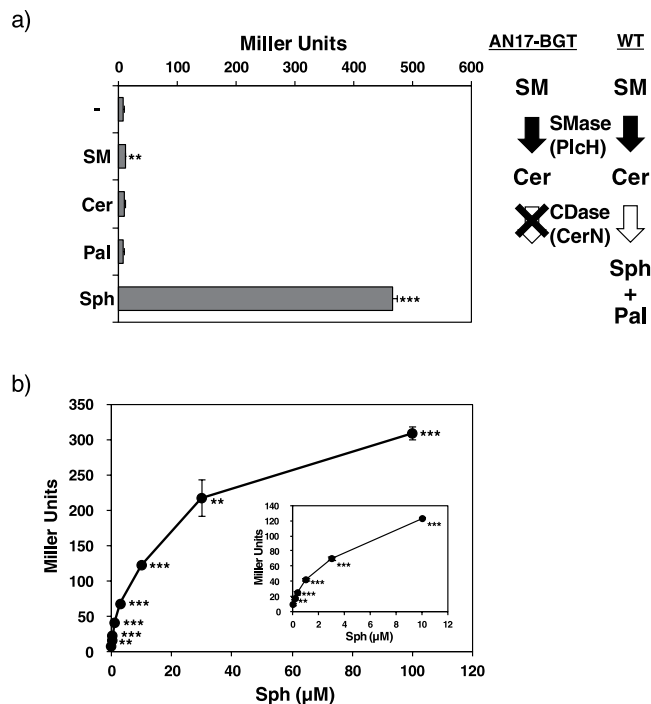 a)
Miller Units
0 100 200 300 400 500 600
-
SM **
Cer
Pal
Sph ***
AN17-BGT WT
SM SM
SMase
(PlcH)
Cer Cer
CDase
(CerN)
Sph
+
Pal
b)
Miller Units
350
300
250
200
150
100
50
0
0 20 40 60 80 100 120
Sph (µM)
**
***
***
***
***
**
***
Miller Units
140
120
100
80
60
40
20
0
0 2 4 6 8 10 12
Sph (µM)
**
***
***
***
***